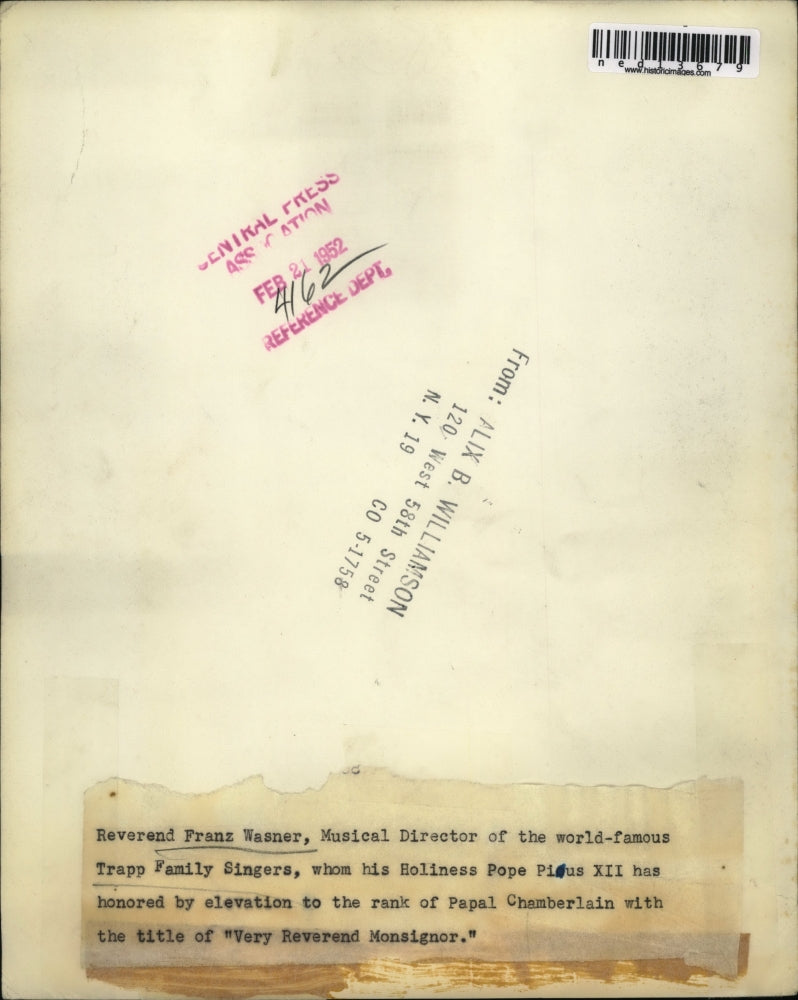 ned13679
www.historicimages.com
CENTRAL PRESS
ASSOCIATION
FEB 21 1952
4162
REFERENCE DEPT.
From: ALIX B. WILLIAMSON
120 West 58th Street
N. Y. 19 CO 5-1758
Reverend Franz Wasner, Musical Director of the world-famous
Trapp Family Singers, whom his Holiness Pope Pius XII has
honored by elevation to the rank of Papal Chamberlain with
the title of "Very Reverend Monsignor."